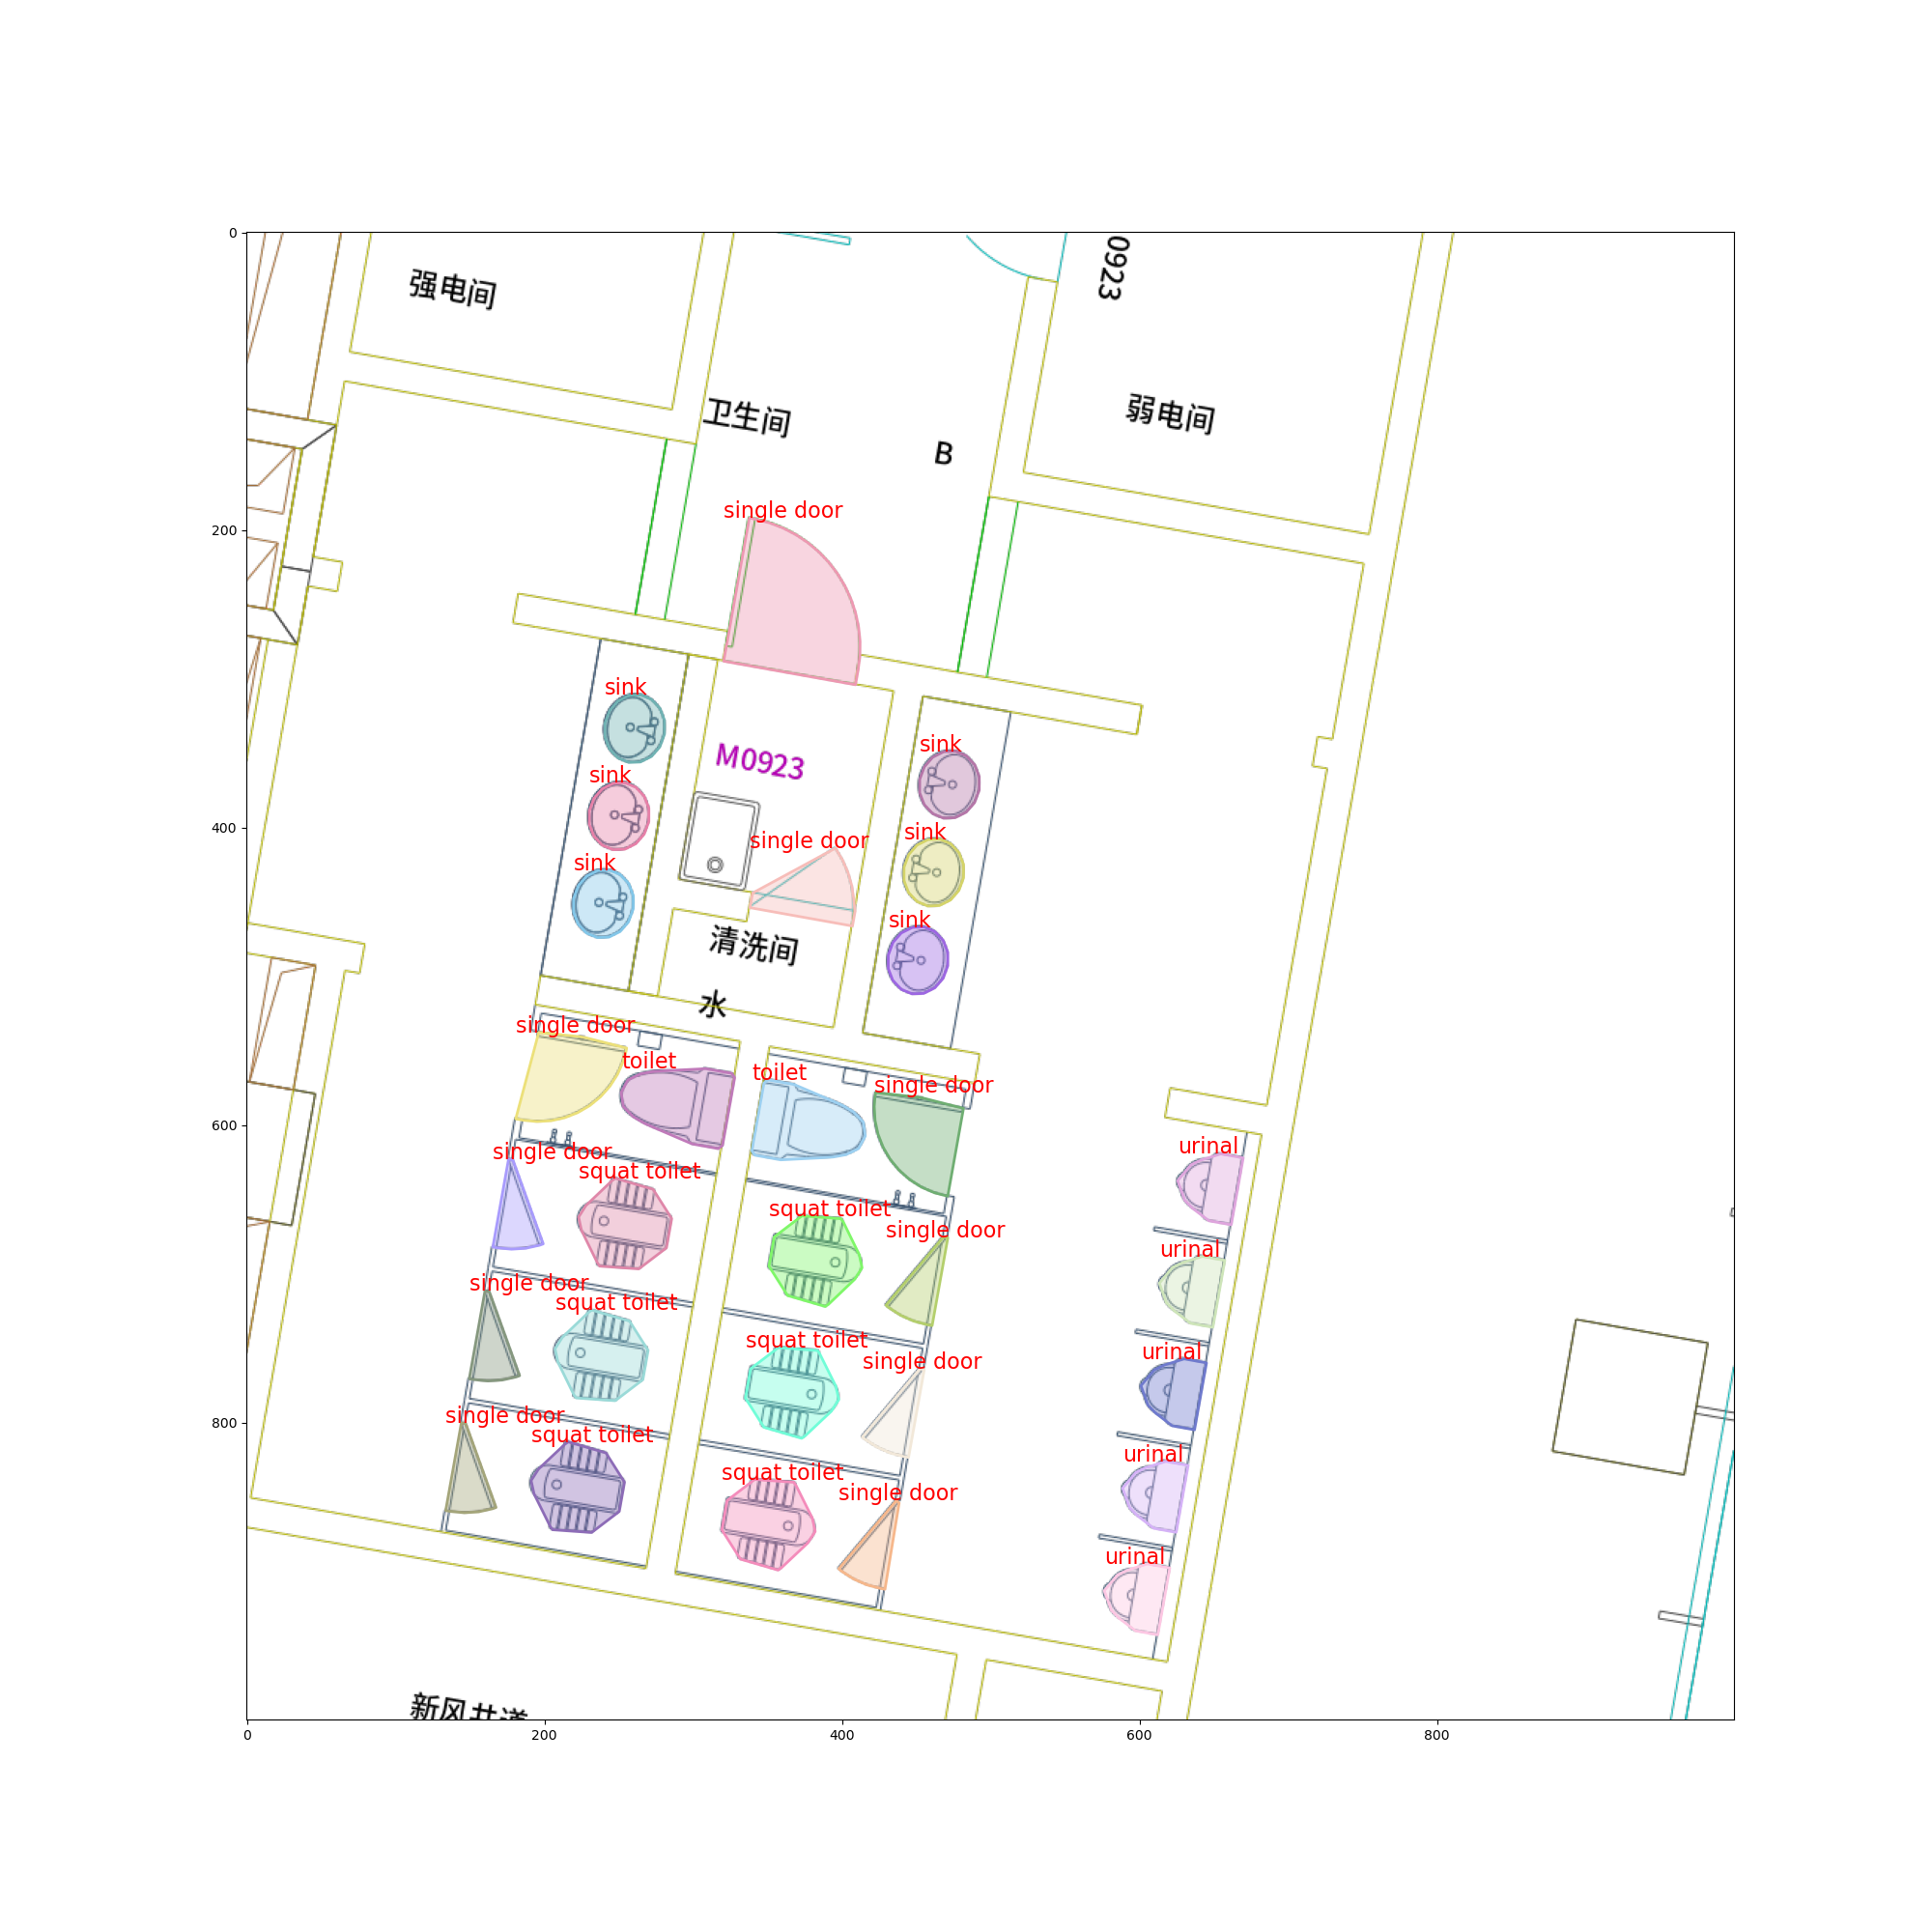 0
0923
强电间
弱电间
卫生间
B
single door
200
sink
sink
M0923
sink
400
single door
sink
sink
sink
清洗间
水
single door
toilet
toilet
single door
600
urinal
single door
squat toilet
squat toilet
single door
urinal
single door
squat toilet
squat toilet
urinal
single door
single door
800
squat toilet
urinal
squat toilet
single door
urinal
新风井道
0
200
400
600
800